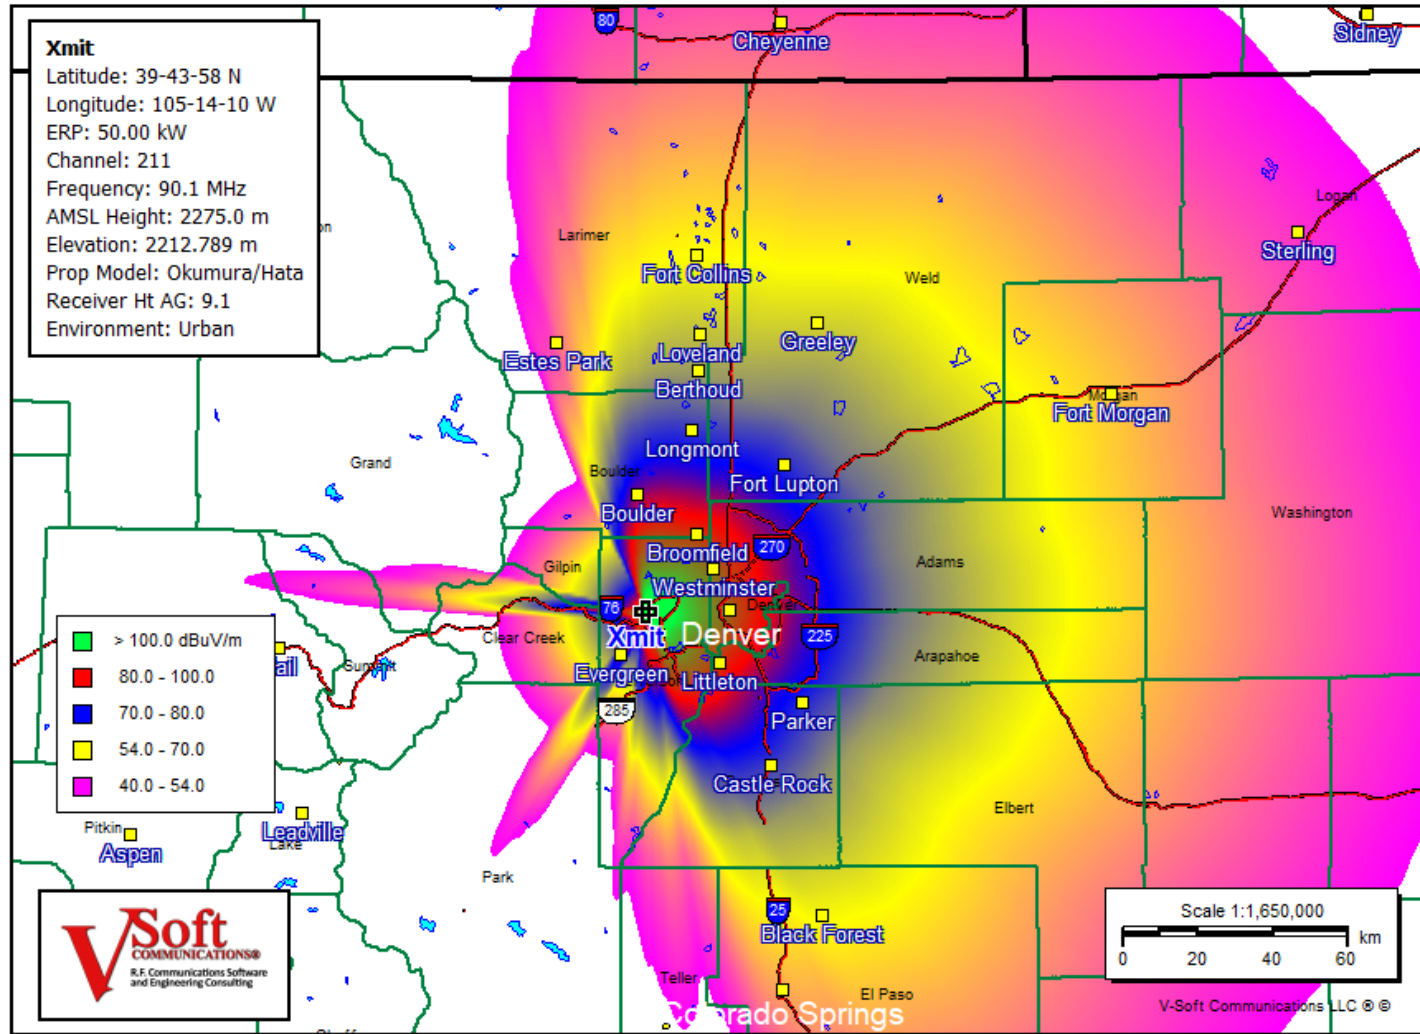 Xmit
Latitude: 39-43-58 N
Longitude: 105-14-10 W
ERP: 50.00 kW
Channel: 211
Frequency: 90.1 MHz
AMSL Height: 2275.0 m
Elevation: 2212.789 m
Prop Model: Okumura/Hata
Receiver Ht AG: 9.1
Environment: Urban
80
Cheyenne
Sidney
Logan
Sterling
on
Larimer
Fort Collins
Weld
Greeley
Loveland
Estes Park
Berthoud
Morgan
Fort Morgan
Longmont
Grand
Boulder
Fort Lupton
Boulder
Washington
Broomfield
270
Gilpin
Adams
Westminster
76
Denver
Xmit
Denver
225
Clear Creek
Arapahoe
Evergreen
Littleton
285
Parker
Castle Rock
Elbert
> 100.0 dBuV/m
80.0 - 100.0
70.0 - 80.0
54.0 - 70.0
40.0 - 54.0
ail
Summit
Pitkin
Aspen
Leadville
Lake
Park
25
Black Forest
Teller
El Paso
Colorado Springs
VSoft
COMMUNICATIONS®
R.F. Communications Software
and Engineering Consulting
Scale 1:1,650,000
km
0 20 40 60
V-Soft Communications LLC ® ©